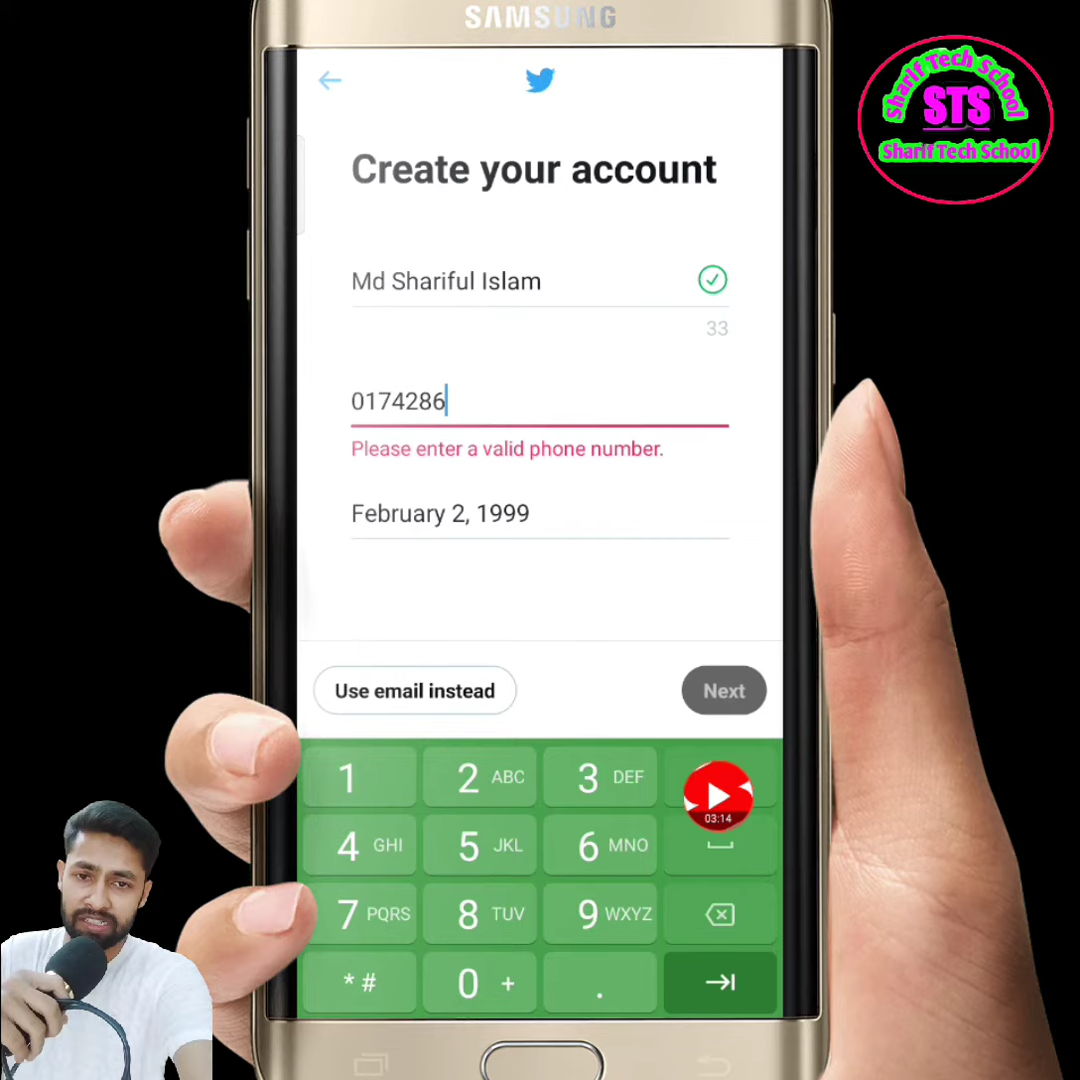 SAMSUNG
Sharif Tech School
STS
Sharif Tech School
Create your account
Md Shariful Islam
33
0174286
Please enter a valid phone number.
February 2, 1999
Use email instead
Next
1
2 ABC
3 DEF
03:14
4 GHI
5 JKL
6 MNO
7 PQRS
8 TUV
9 WXYZ
* #
0 +
.